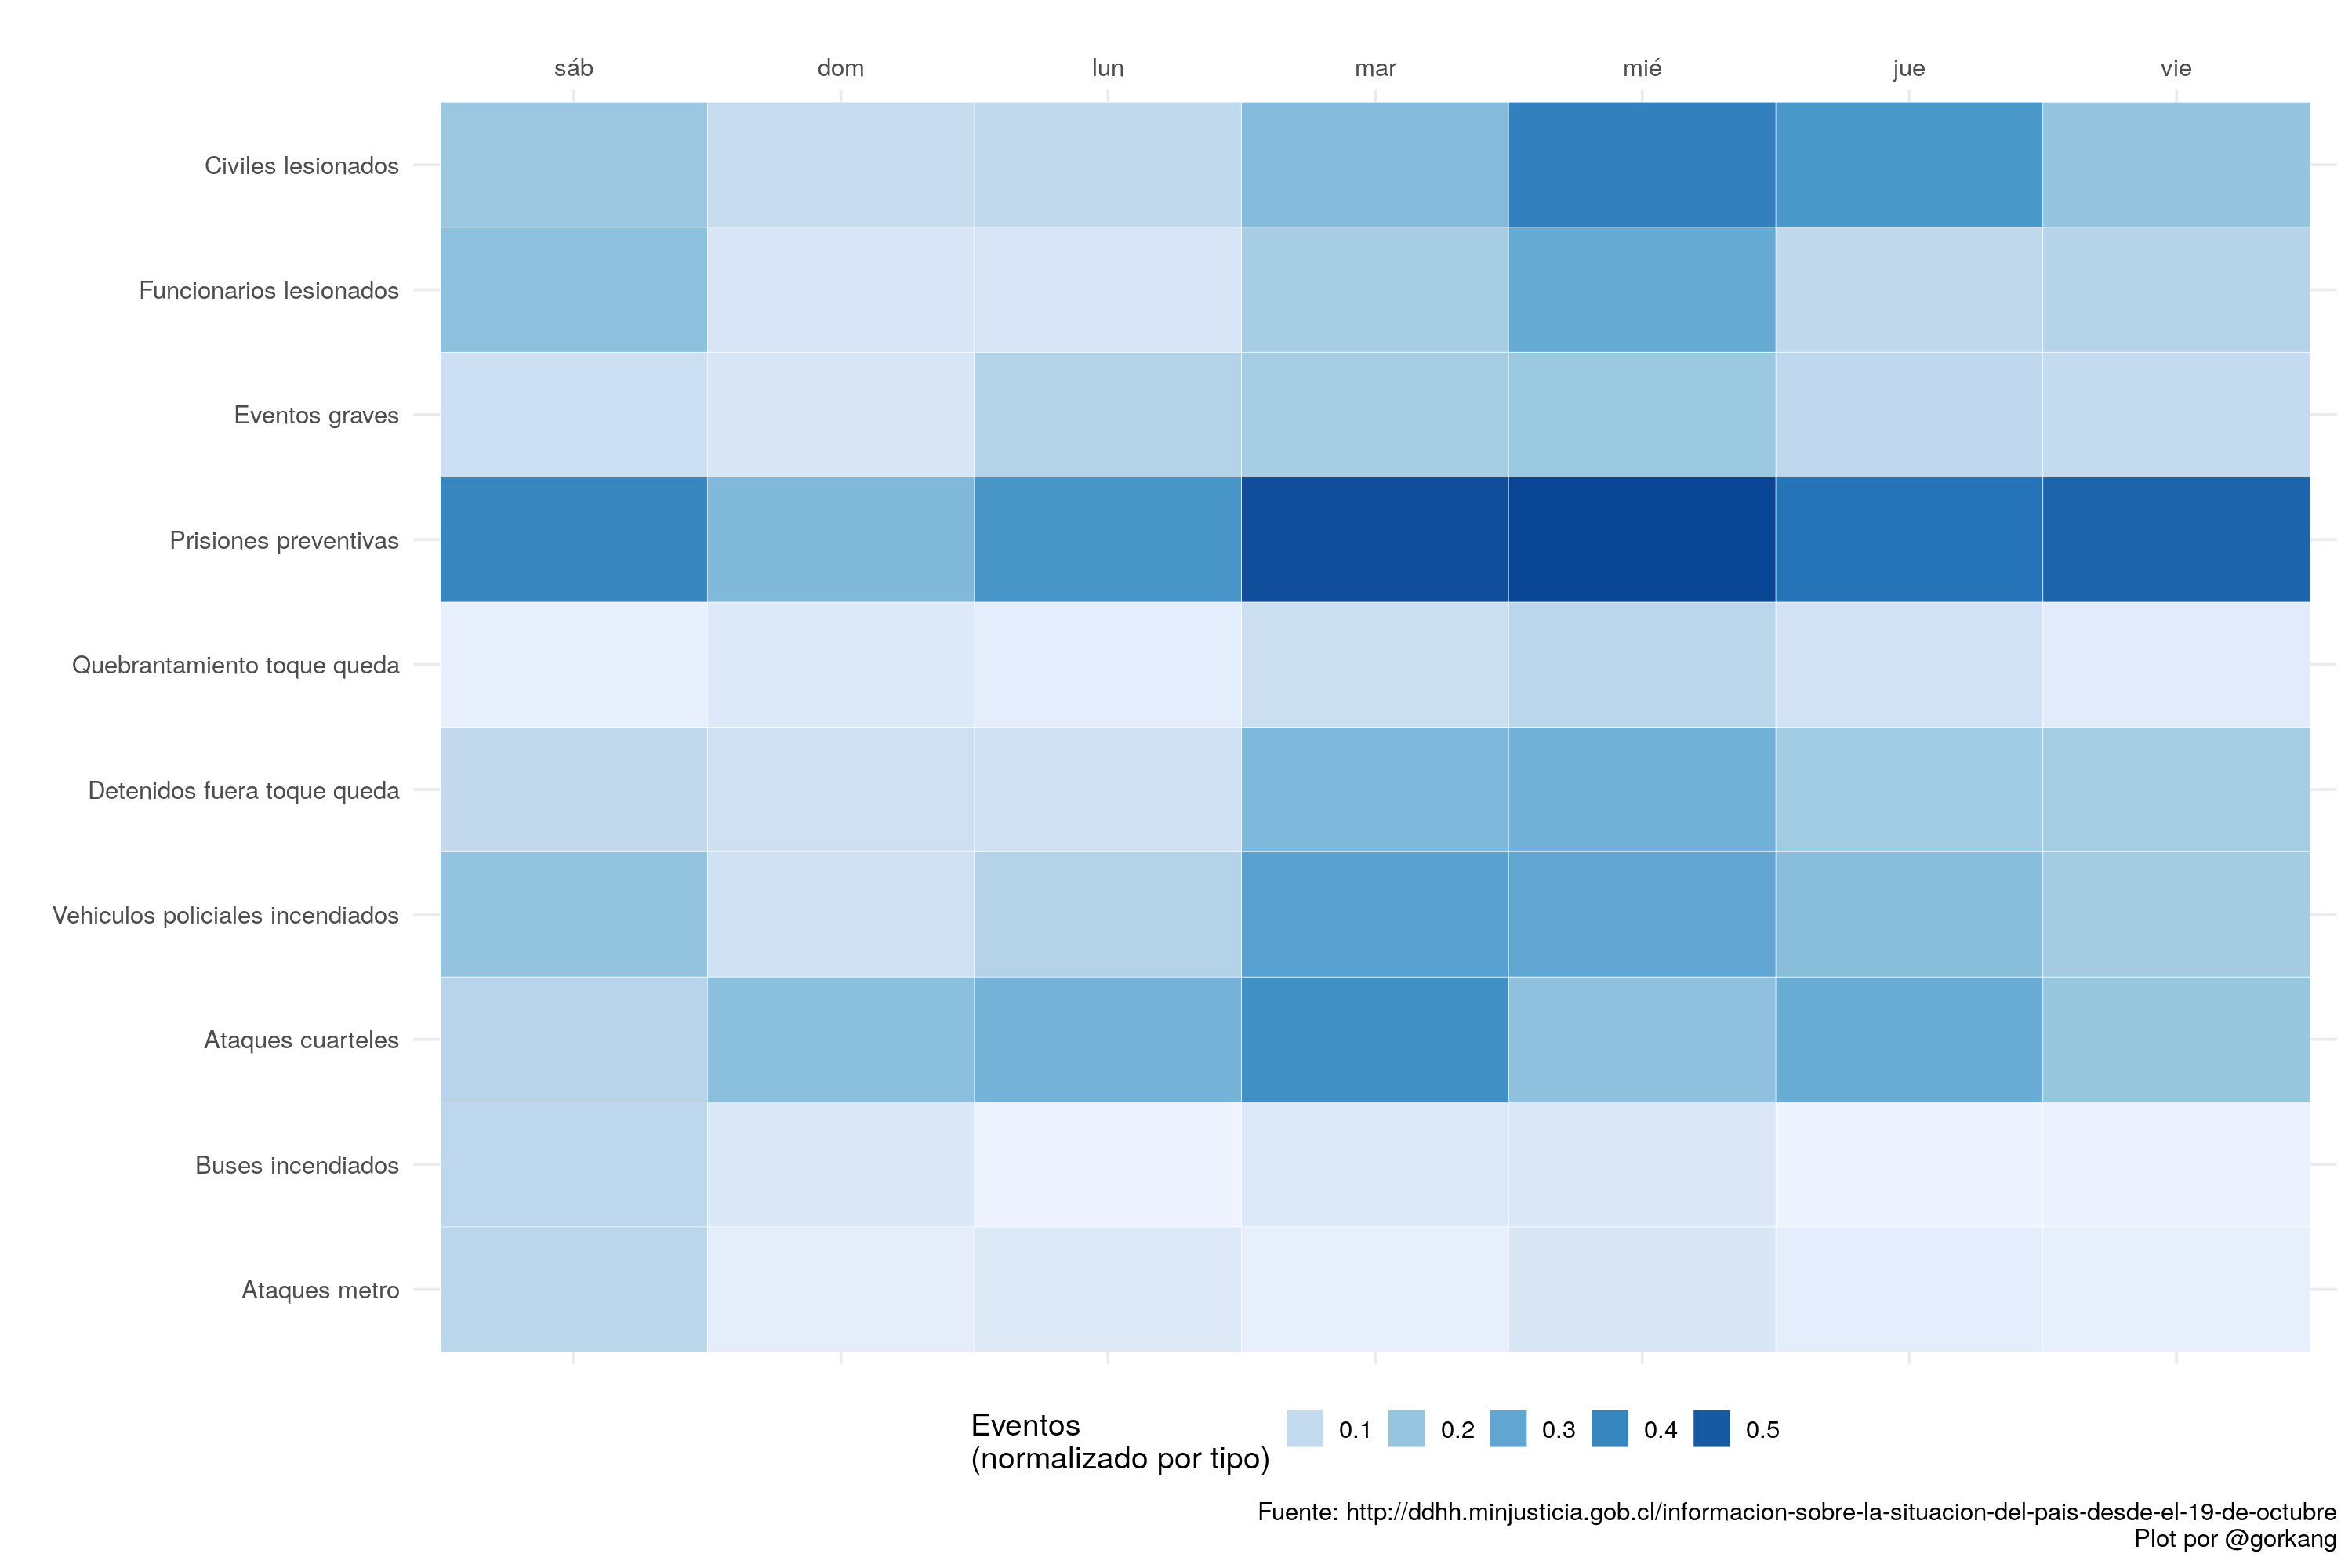 sáb dom lun mar mié jue vie
Civiles lesionados
Funcionarios lesionados
Eventos graves
Prisiones preventivas
Quebrantamiento toque queda
Detenidos fuera toque queda
Vehiculos policiales incendiados
Ataques cuarteles
Buses incendiados
Ataques metro
Eventos
(normalizado por tipo)
0.1 0.2 0.3 0.4 0.5
Fuente: http://ddhh.minjusticia.gob.cl/informacion-sobre-la-situacion-del-pais-desde-el-19-de-octubre
Plot por @gorkang